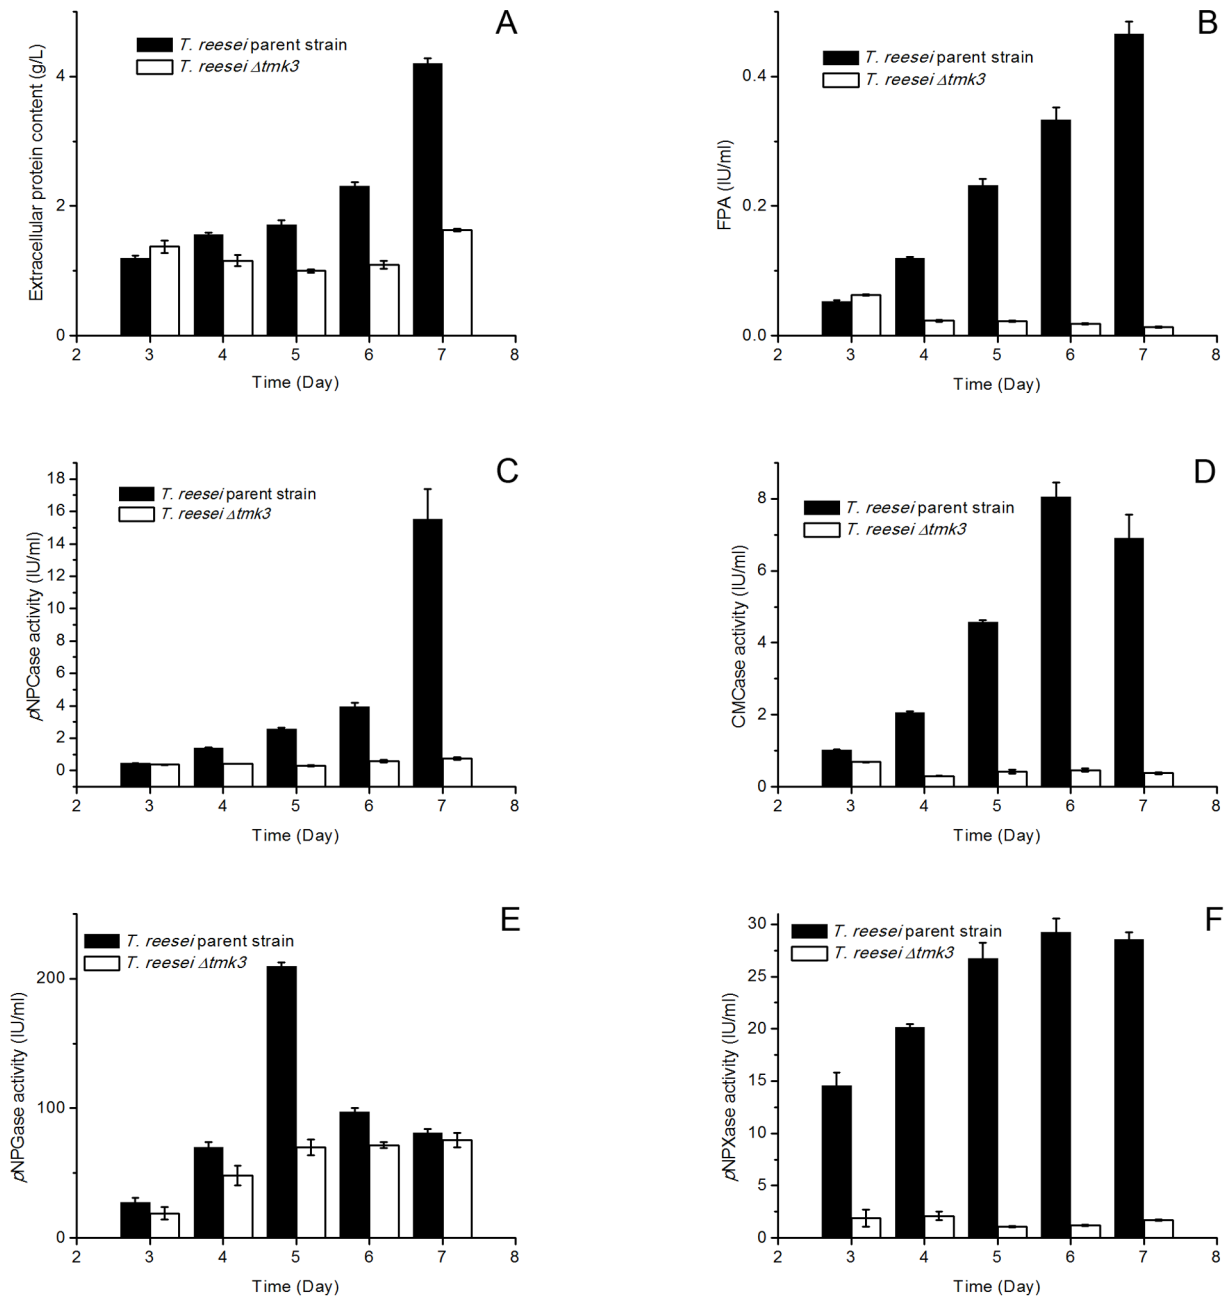 A
T. reesei parent strain
T. reesei Δtmk3
Extracellular protein content (g/L)
4
2
0
2 3 4 5 6 7 8
Time (Day)
B
T. reesei parent strain
T. reesei Δtmk3
FPA (IU/ml)
0.4
0.2
0.0
2 3 4 5 6 7 8
Time (Day)
C
T. reesei parent strain
T. reesei Δtmk3
pNPCase activity (IU/ml)
18
16
14
12
10
8
6
4
2
0
2 3 4 5 6 7 8
Time (Day)
D
T. reesei parent strain
T. reesei Δtmk3
CMCase activity (IU/ml)
8
6
4
2
0
2 3 4 5 6 7 8
Time (Day)
E
T. reesei parent strain
T. reesei Δtmk3
pNPGase activity (IU/ml)
200
100
0
2 3 4 5 6 7 8
Time (Day)
F
T. reesei parent strain
T. reesei Δtmk3
pNPXase activity (IU/ml)
30
25
20
15
10
5
0
2 3 4 5 6 7 8
Time (Day)